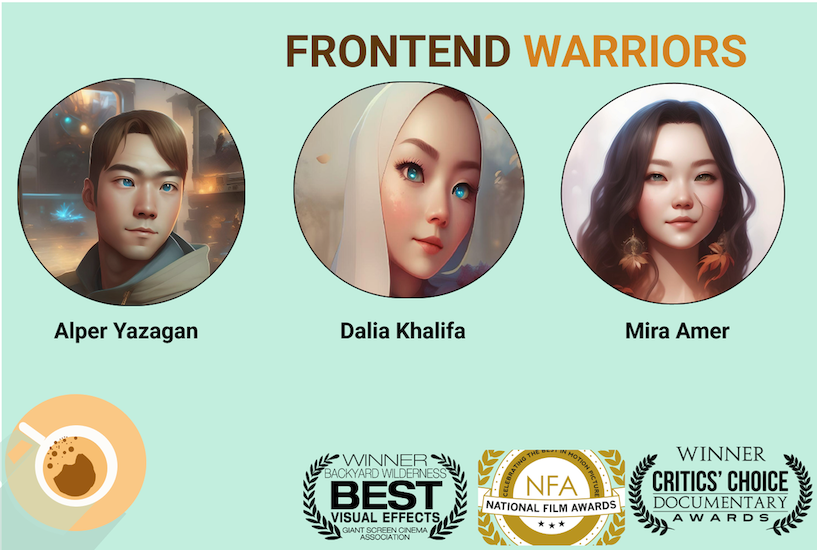 FRONTEND WARRIORS
Alper Yazagan
Dalia Khalifa
Mira Amer
WINNER
BACKYARD WILDERNESS
BEST
VISUAL EFFECTS
GIANT SCREEN CINEMA
ASSOCIATION
CELEBRATING THE BEST IN MOTION PICTURE
NFA
NATIONAL FILM AWARDS
WINNER
CRITICS' CHOICE
DOCUMENTARY
AWARDS